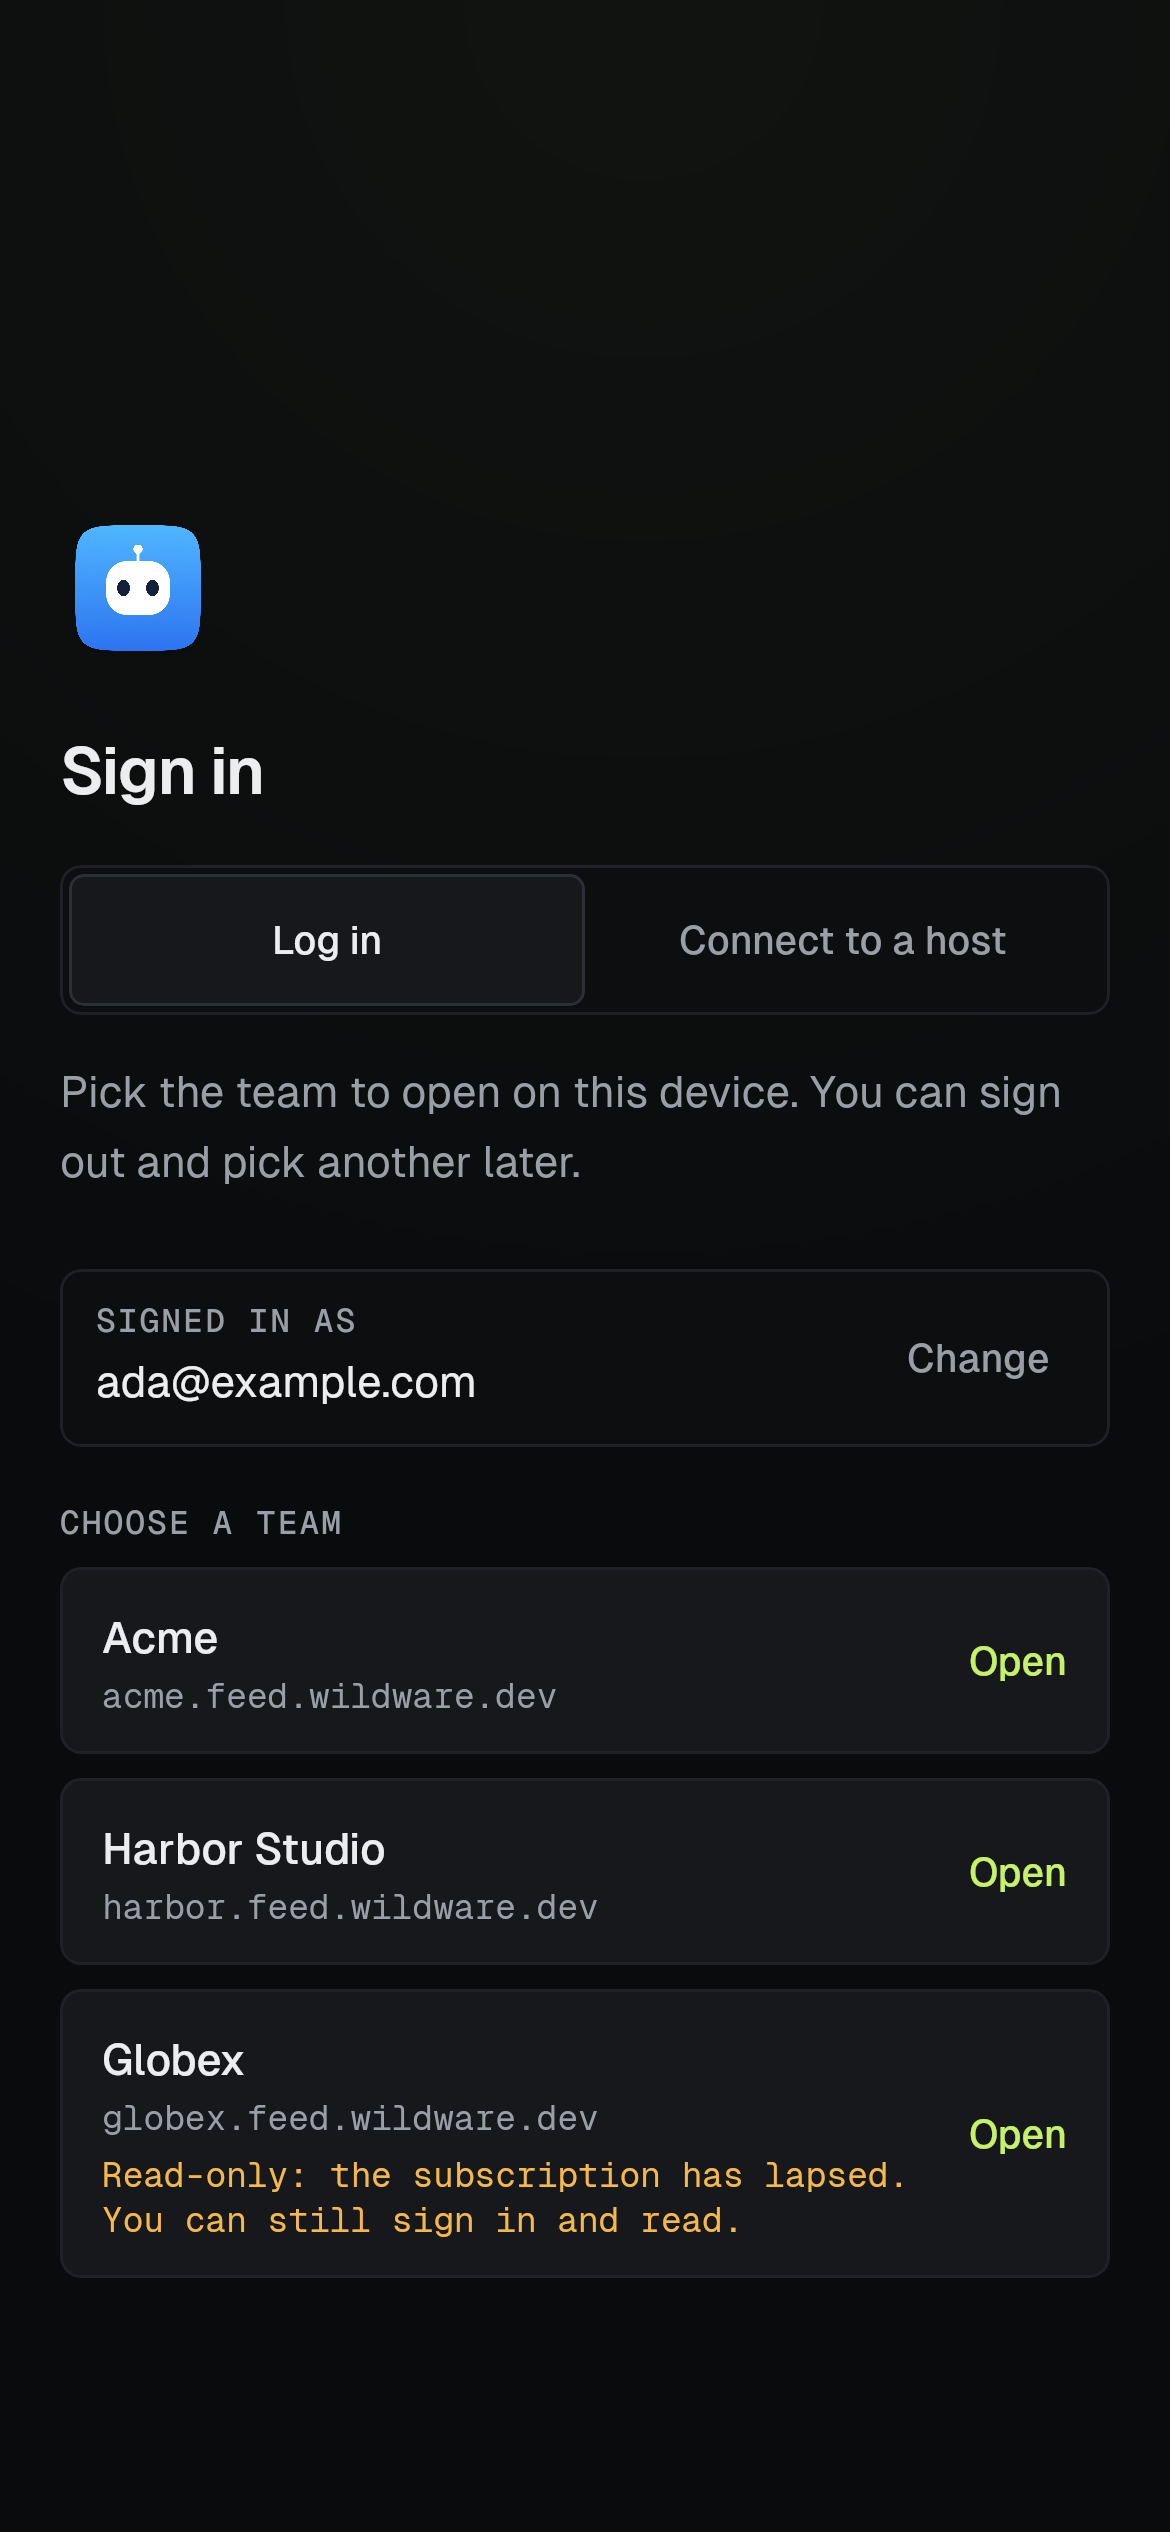 Sign in
Log in
Connect to a host
Pick the team to open on this device. You can sign
out and pick another later.
SIGNED IN AS
ada@example.com
Change
CHOOSE A TEAM
Acme
acme.feed.wildware.dev
Open
Harbor Studio
harbor.feed.wildware.dev
Open
Globex
globex.feed.wildware.dev
Read-only: the subscription has lapsed.
You can still sign in and read.
Open